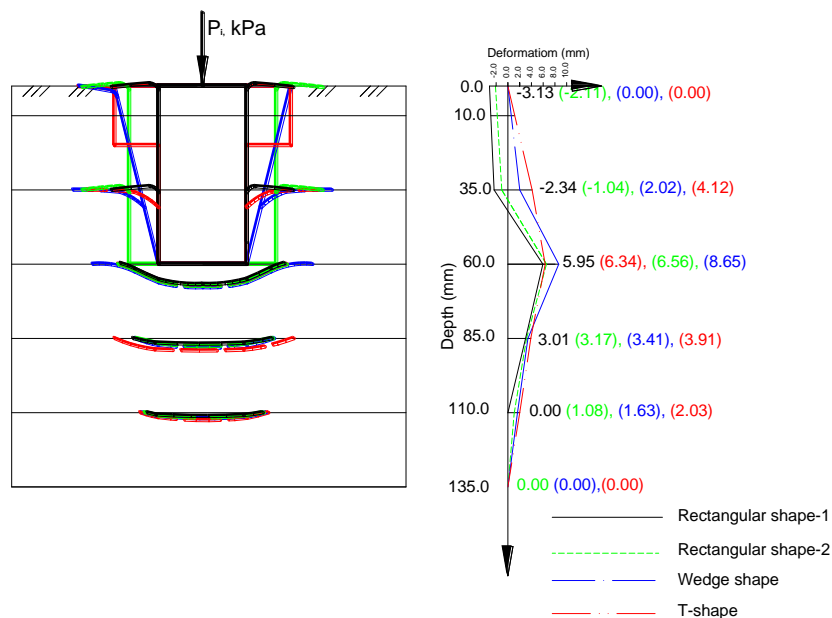 Pᵢ, kPa
Deformatiom (mm)
-2.0 0.0 2.0 4.0 6.0 8.0 10.0
0.0
-3.13 (-2.11), (0.00), (0.00)
10.0
35.0 -2.34 (-1.04), (2.02), (4.12)
60.0 5.95 (6.34), (6.56), (8.65)
Depth (mm)
85.0 3.01 (3.17), (3.41), (3.91)
110.0 0.00 (1.08), (1.63), (2.03)
135.0 0.00 (0.00),(0.00)
Rectangular shape-1
Rectangular shape-2
Wedge shape
T-shape